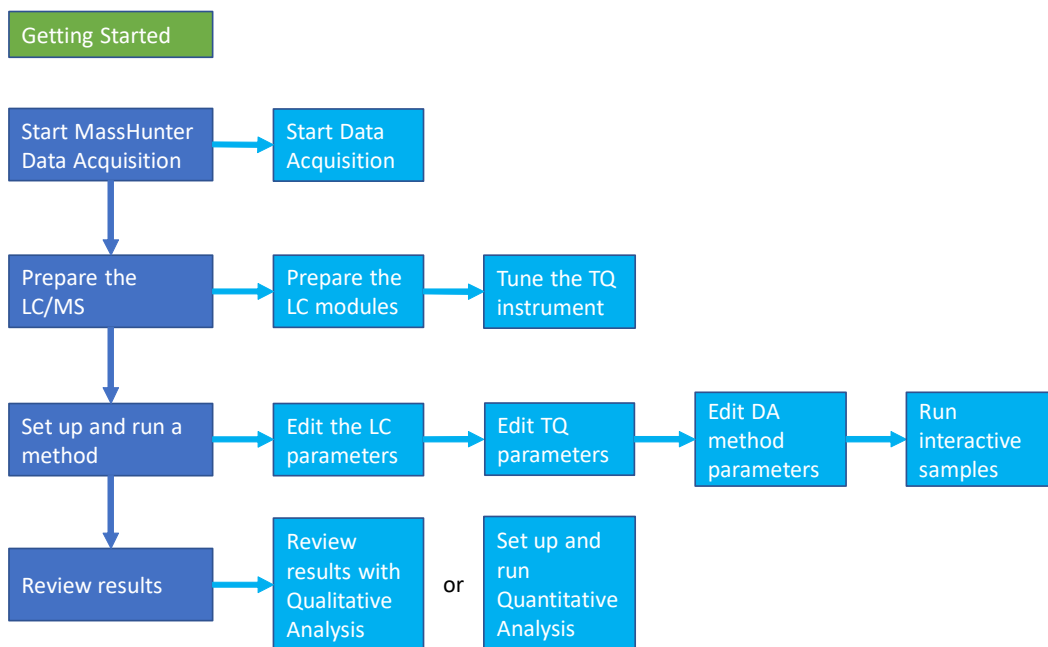 Getting Started
Start MassHunter
Data Acquisition
Start Data
Acquisition
Prepare the
LC/MS
Prepare the
LC modules
Tune the TQ
instrument
Set up and run a
method
Edit the LC
parameters
Edit TQ
parameters
Edit DA
method
parameters
Run
interactive
samples
Review results
Review
results with
Qualitative
Analysis
or
Set up and
run
Quantitative
Analysis